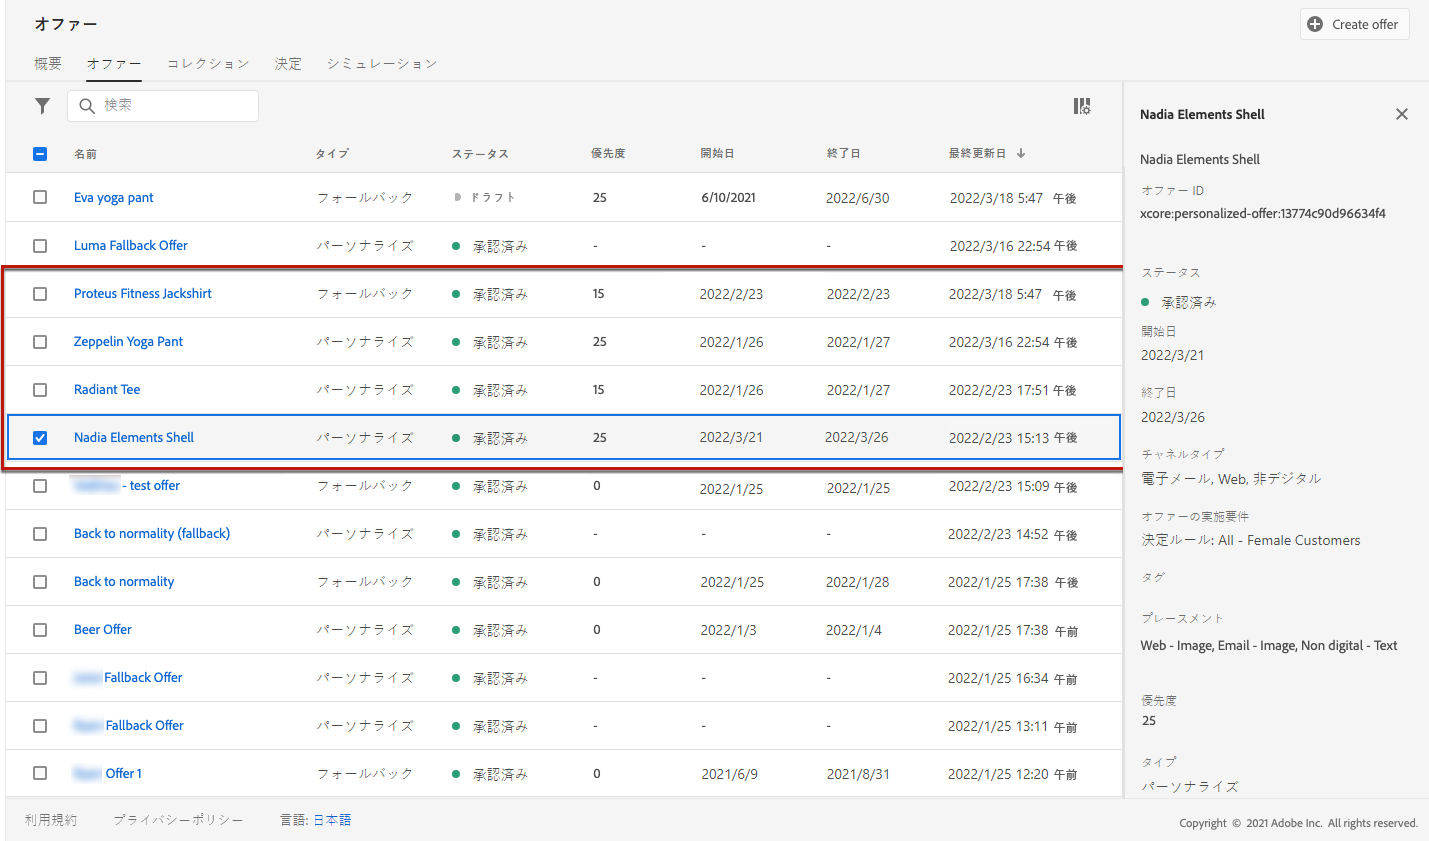 オファー
Create offer
概要 オファー コレクション 決定 シミュレーション
検索
名前 タイプ ステータス 優先度 開始日 終了日 最終更新日
Eva yoga pant フォールバック ドラフト 25 6/10/2021 2022/6/30 2022/3/18 5:47 午後
Luma Fallback Offer パーソナライズ 承認済み - - - 2022/3/16 22:54 午後
Proteus Fitness Jackshirt フォールバック 承認済み 15 2022/2/23 2022/2/23 2022/3/18 5:47 午後
Zeppelin Yoga Pant パーソナライズ 承認済み 25 2022/1/26 2022/1/27 2022/3/16 22:54 午後
Radiant Tee パーソナライズ 承認済み 15 2022/1/26 2022/1/27 2022/2/23 17:51 午後
Nadia Elements Shell パーソナライズ 承認済み 25 2022/3/21 2022/3/26 2022/2/23 15:13 午後
- test offer フォールバック 承認済み 0 2022/1/25 2022/1/25 2022/2/23 15:09 午後
Back to normality (fallback) パーソナライズ 承認済み - - - 2022/2/23 14:52 午後
Back to normality フォールバック 承認済み 0 2022/1/25 2022/1/28 2022/1/25 17:38 午後
Beer Offer パーソナライズ 承認済み 0 2022/1/3 2022/1/4 2022/1/25 17:38 午前
Fallback Offer パーソナライズ 承認済み - - - 2022/1/25 16:34 午前
Fallback Offer パーソナライズ 承認済み - - - 2022/1/25 13:11 午前
Offer 1 フォールバック 承認済み 0 2021/6/9 2021/8/31 2022/1/25 12:20 午前
Nadia Elements Shell
Nadia Elements Shell
オファー ID
xcore:personalized-offer:13774c90d96634f4
ステータス
承認済み
開始日
2022/3/21
終了日
2022/3/26
チャネルタイプ
電子メール, Web, 非デジタル
オファーの実施要件
決定ルール: All - Female Customers
タグ
プレースメント
Web - Image, Email - Image, Non digital - Text
優先度
25
タイプ
パーソナライズ
利用規約 プライバシーポリシー 言語: 日本語
Copyright © 2021 Adobe Inc. All rights reserved.